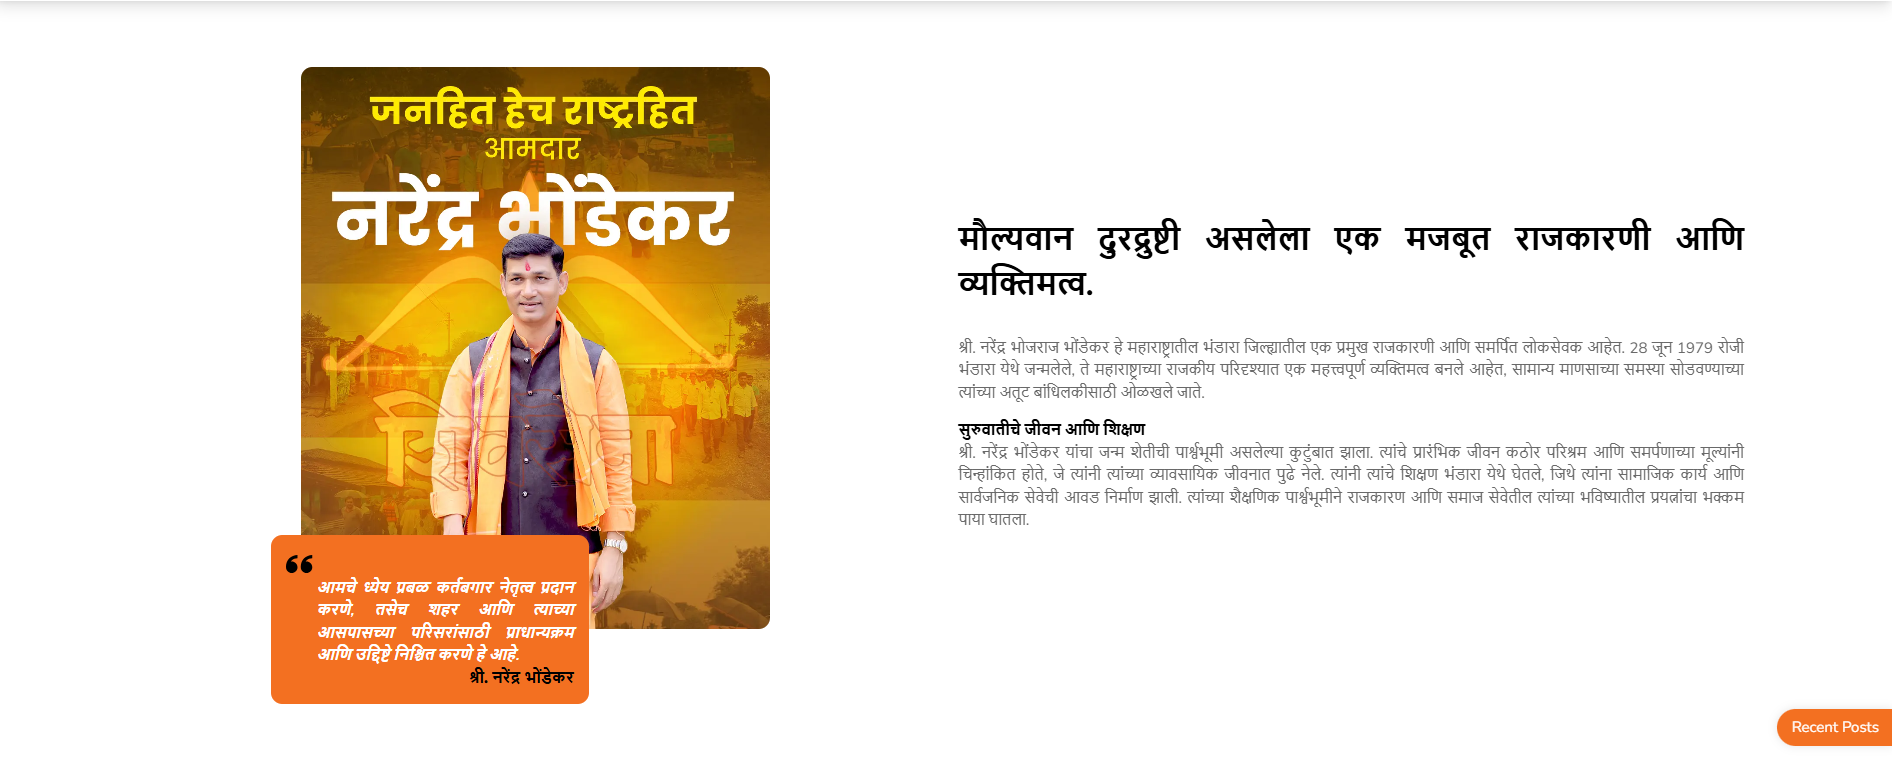 जनहित हेच राष्ट्रहित
आमदार
नरेंद्र भोंडेकर
शिवसेना
आमचे ध्येय प्रबळ कर्तबगार नेतृत्व प्रदान
करणे, तसेच शहर आणि त्याच्या
आसपासच्या परिसरांसाठी प्राधान्यक्रम
आणि उद्दिष्टे निश्चित करणे हे आहे.
श्री. नरेंद्र भोंडेकर
मौल्यवान दुरद्रुष्टी असलेला एक मजबूत राजकारणी आणि
व्यक्तिमत्व.
श्री. नरेंद्र भोजराज भोंडेकर हे महाराष्ट्रातील भंडारा जिल्ह्यातील एक प्रमुख राजकारणी आणि समर्पित लोकसेवक आहेत. 28 जून 1979 रोजी
भंडारा येथे जन्मलेले, ते महाराष्ट्राच्या राजकीय परिदृश्यात एक महत्त्वपूर्ण व्यक्तिमत्व बनले आहेत, सामान्य माणसाच्या समस्या सोडवण्याच्या
त्यांच्या अतूट बांधिलकीसाठी ओळखले जाते.
सुरुवातीचे जीवन आणि शिक्षण
श्री. नरेंद्र भोंडेकर यांचा जन्म शेतीची पार्श्वभूमी असलेल्या कुटुंबात झाला. त्यांचे प्रारंभिक जीवन कठोर परिश्रम आणि समर्पणाच्या मूल्यांनी
चिन्हांकित होते, जे त्यांनी त्यांच्या व्यावसायिक जीवनात पुढे नेले. त्यांनी त्यांचे शिक्षण भंडारा येथे घेतले, जिथे त्यांना सामाजिक कार्य आणि
सार्वजनिक सेवेची आवड निर्माण झाली. त्यांच्या शैक्षणिक पार्श्वभूमीने राजकारण आणि समाज सेवेतील त्यांच्या भविष्यातील प्रयत्नांचा भक्कम
पाया घातला.
Recent Posts